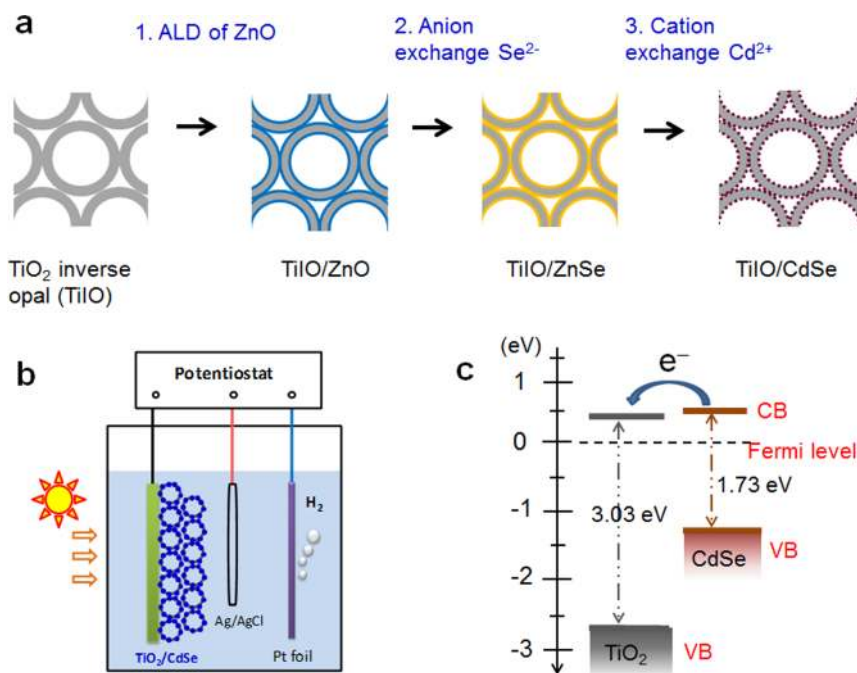 a
1. ALD of ZnO
2. Anion
exchange Se²⁻
3. Cation
exchange Cd²⁺
TiO₂ inverse
opal (TiIO)
TiIO/ZnO
TiIO/ZnSe
TiIO/CdSe
b
Potentiostat
H₂
Ag/AgCl
TiO₂/CdSe
Pt foil
c
(eV)
e⁻
1
CB
0
Fermi level
-1
1.73 eV
3.03 eV
CdSe
VB
-2
-3
TiO₂
VB